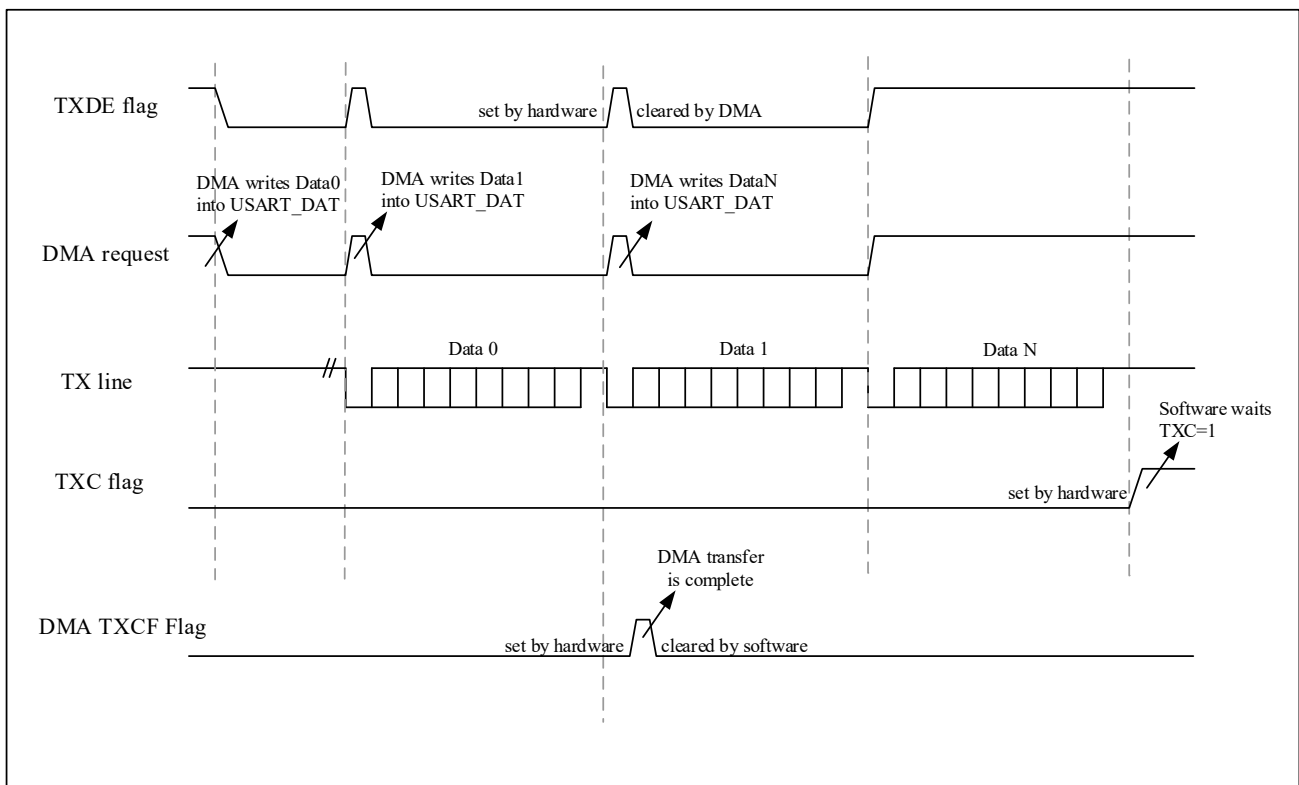 TXDE flag
set by hardware
cleared by DMA
DMA writes Data0
into USART_DAT
DMA writes Data1
into USART_DAT
DMA writes DataN
into USART_DAT
DMA request
Data 0
Data 1
Data N
TX line
Software waits
TXC=1
TXC flag
set by hardware
DMA transfer
is complete
DMA TXCF Flag
set by hardware
cleared by software